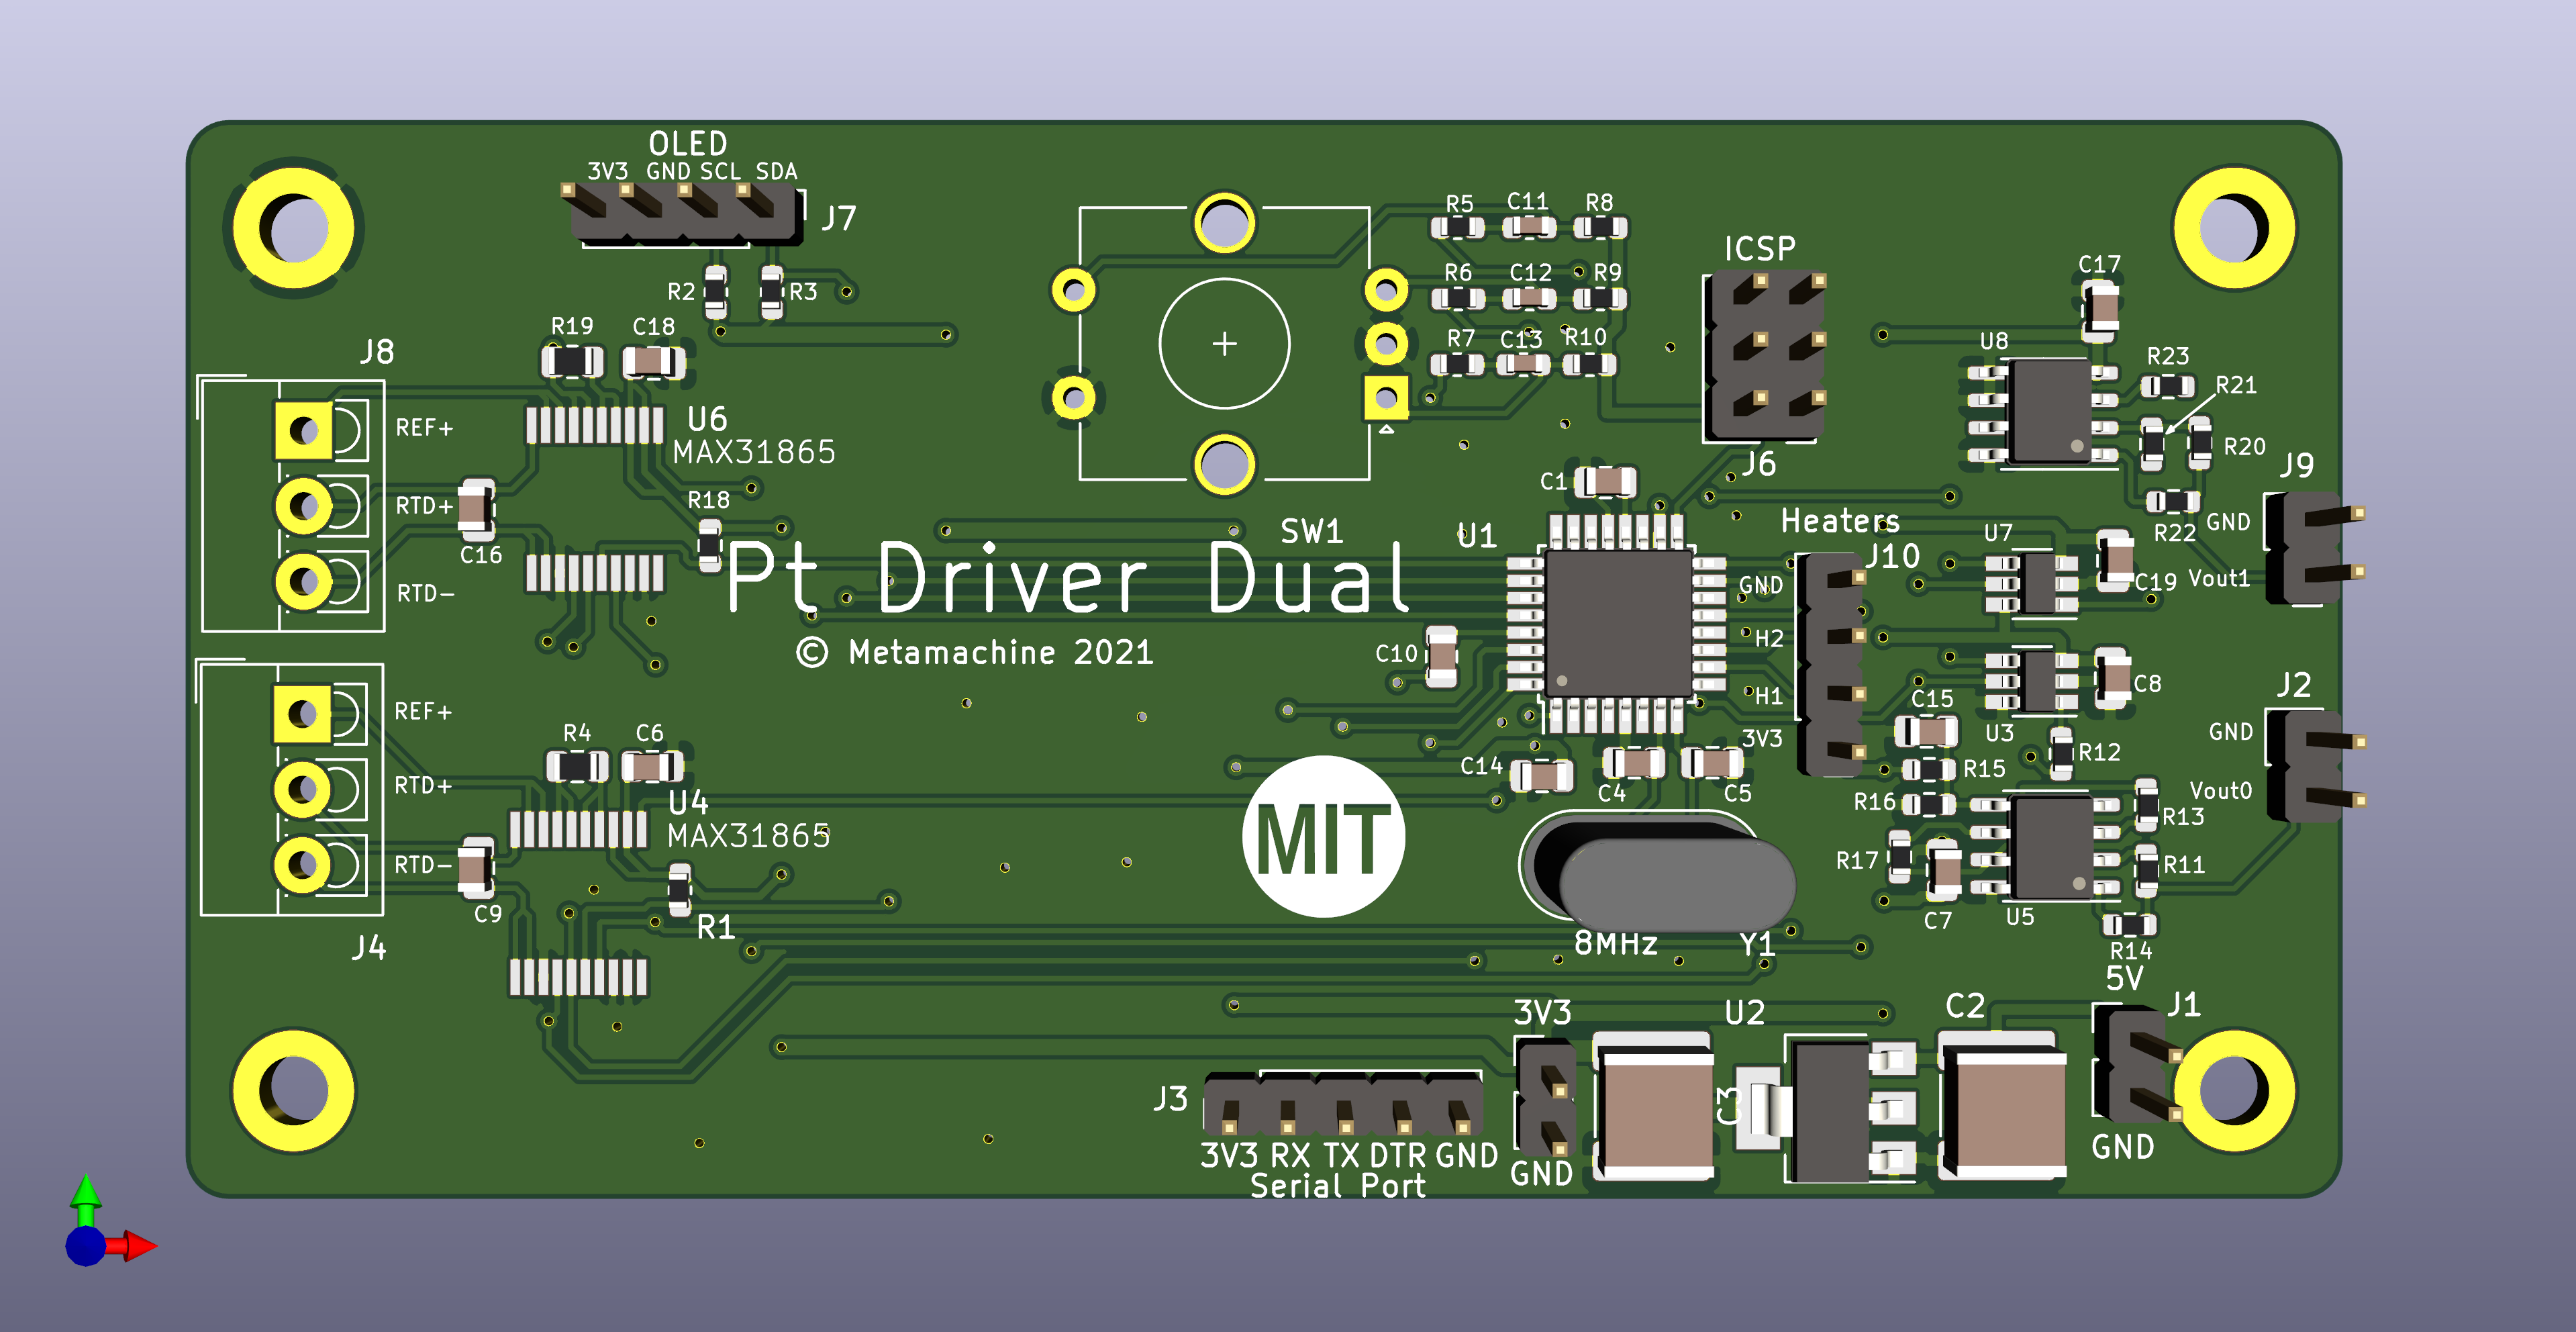 OLED
3V3 GND SCL SDA
J7
R2
R3
R19
C18
J8
REF+
RTD+
RTD-
C16
U6
MAX31865
R18
R5
C11
R8
R6
C12
R9
R7
C13
R10
ICSP
J6
C17
U8
R23
R21
R20
R22
J9
GND
Vout1
SW1
U1
C1
Heaters
J10
GND
H2
H1
3V3
U7
C19
Pt Driver Dual
© Metamachine 2021
C10
C8
U3
C15
R12
R15
R16
R17
C7
U5
R13
R11
R14
J2
GND
Vout0
REF+
RTD+
RTD-
J4
R4
C6
U4
MAX31865
C9
R1
MIT
C14
C4
C5
8MHz
Y1
5V
J1
GND
3V3
GND
U2
C2
C3
J3
3V3 RX TX DTR GND
Serial Port